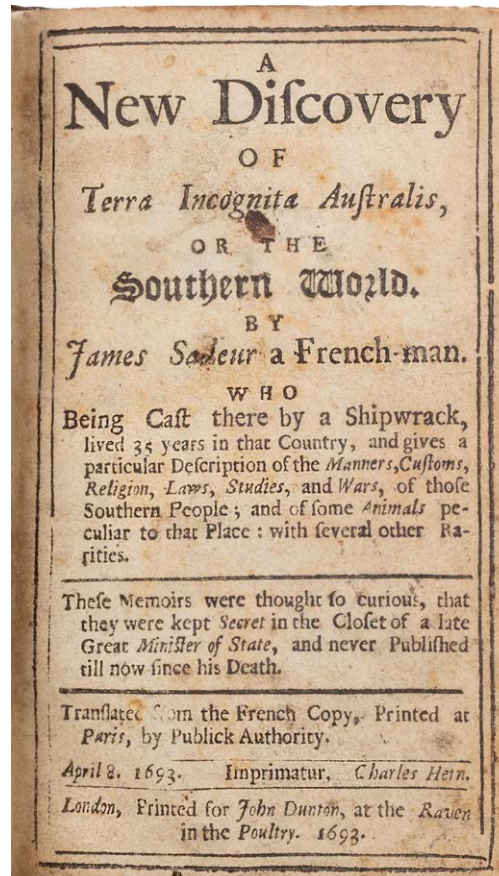 A
New Diſcovery
OF
Terra Incognita Auſtralis,
OR THE
Southern World.
BY
James Sadeur a French-man.
WHO
Being Caſt there by a Shipwrack,
lived 35 years in that Country, and gives a
particular Deſcription of the Manners, Cuſtoms,
Religion, Laws, Studies, and Wars, of thoſe
Southern People; and of ſome Animals pe-
culiar to that Place: with ſeveral other Ra-
rities.
Theſe Memoirs were thought ſo curious, that
they were kept Secret in the Cloſet of a late
Great Miniſter of State, and never Publiſhed
till now ſince his Death.
Tranſlated from the French Copy, Printed at
Paris, by Publick Authority.
April 8. 1693. Imprimatur, Charles Hern.
London, Printed for John Dunton, at the Raven
in the Poultry. 1693.